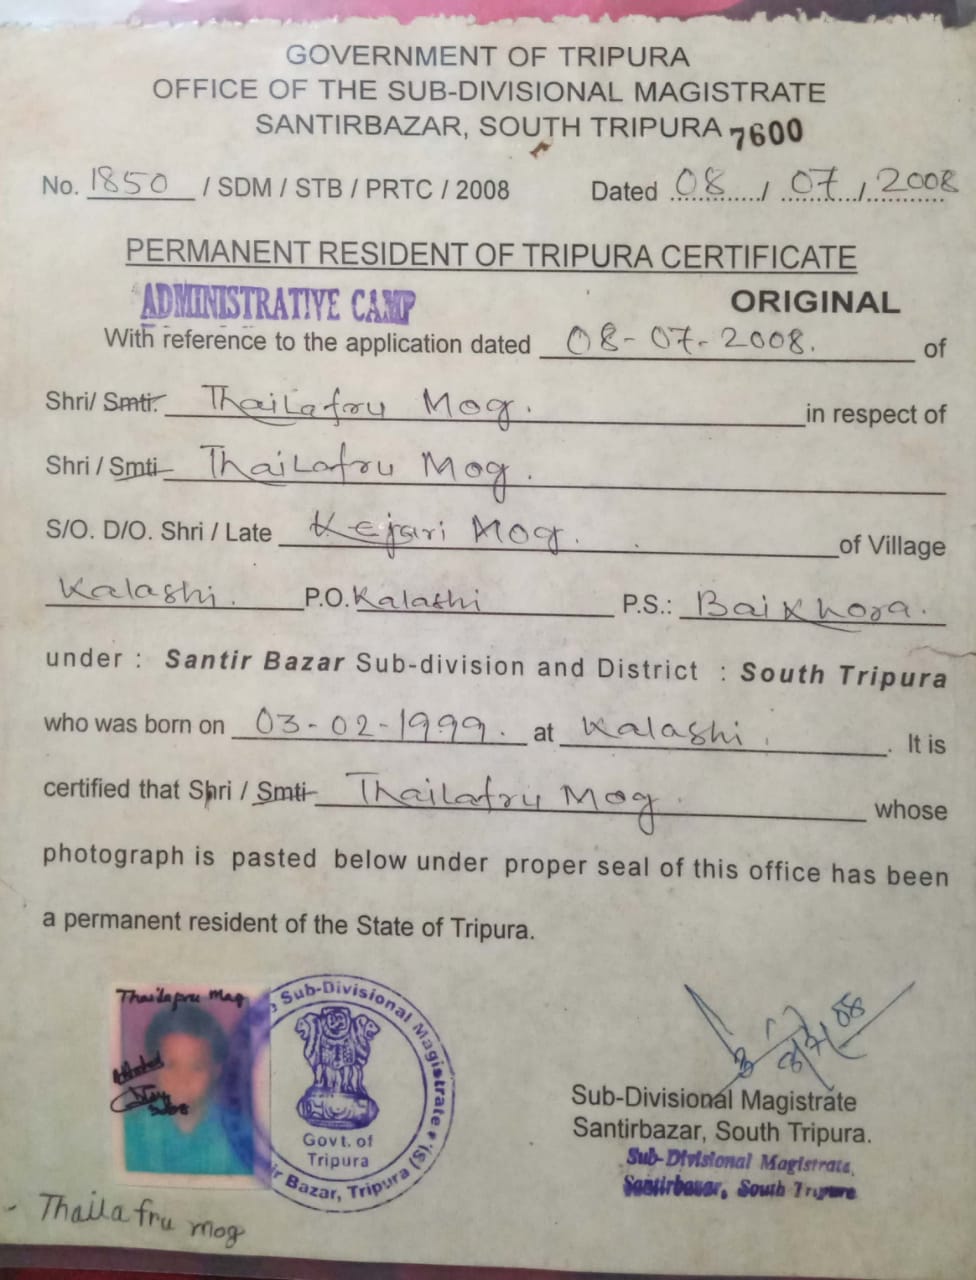 GOVERNMENT OF TRIPURA
OFFICE OF THE SUB-DIVISIONAL MAGISTRATE
SANTIRBAZAR, SOUTH TRIPURA 7600
No. 1850 / SDM / STB / PRTC / 2008 Dated 08 / 07 / 2008
PERMANENT RESIDENT OF TRIPURA CERTIFICATE
ADMINISTRATIVE CAMP ORIGINAL
With reference to the application dated 08-07-2008. of
Shri/ Smti. Thailafru Mog. in respect of
Shri / Smti Thailafru Mog.
S/O. D/O. Shri / Late Kejari Mog. of Village
Kalashi. P.O. Kalashi P.S.: Baikhora.
under : Santir Bazar Sub-division and District : South Tripura
who was born on 03-02-1999. at Kalashi. . It is
certified that Shri / Smti Thailafru Mog. whose
photograph is pasted below under proper seal of this office has been
a permanent resident of the State of Tripura.
Thailafru Mog
Sub-Divisional Magistrate
Govt. of
Tripura
ir Bazar, Tripura (S)
8/7/08
Sub-Divisional Magistrate
Santirbazar, South Tripura.
Sub-Divisional Magistrate,
Santirbazar, South Tripura
Thailafru mog